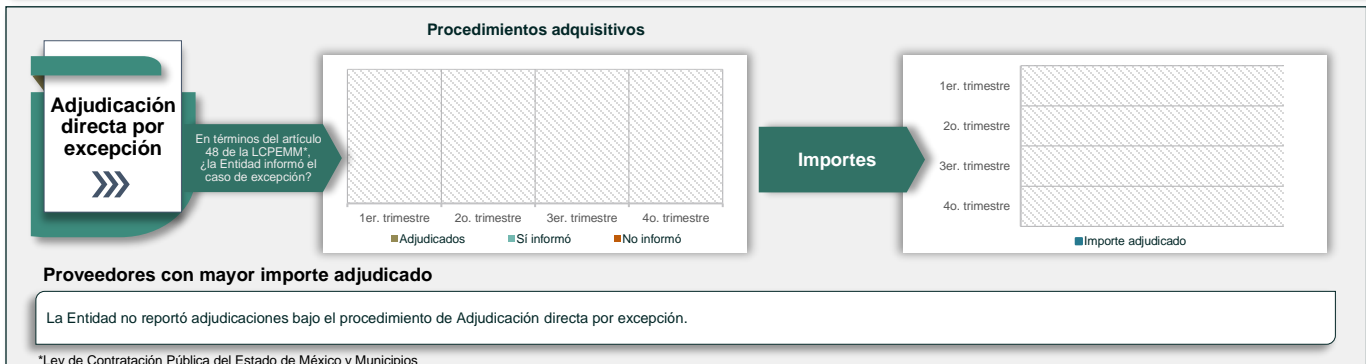 Procedimientos adquisitivos
Adjudicación
directa por
excepción
En términos del artículo
48 de la LCPEMM*,
¿la Entidad informó el
caso de excepción?
1er. trimestre 2o. trimestre 3er. trimestre 4o. trimestre
Adjudicados Sí informó No informó
Importes
1er. trimestre
2o. trimestre
3er. trimestre
4o. trimestre
Importe adjudicado
Proveedores con mayor importe adjudicado
La Entidad no reportó adjudicaciones bajo el procedimiento de Adjudicación directa por excepción.
*Ley de Contratación Pública del Estado de México y Municipios